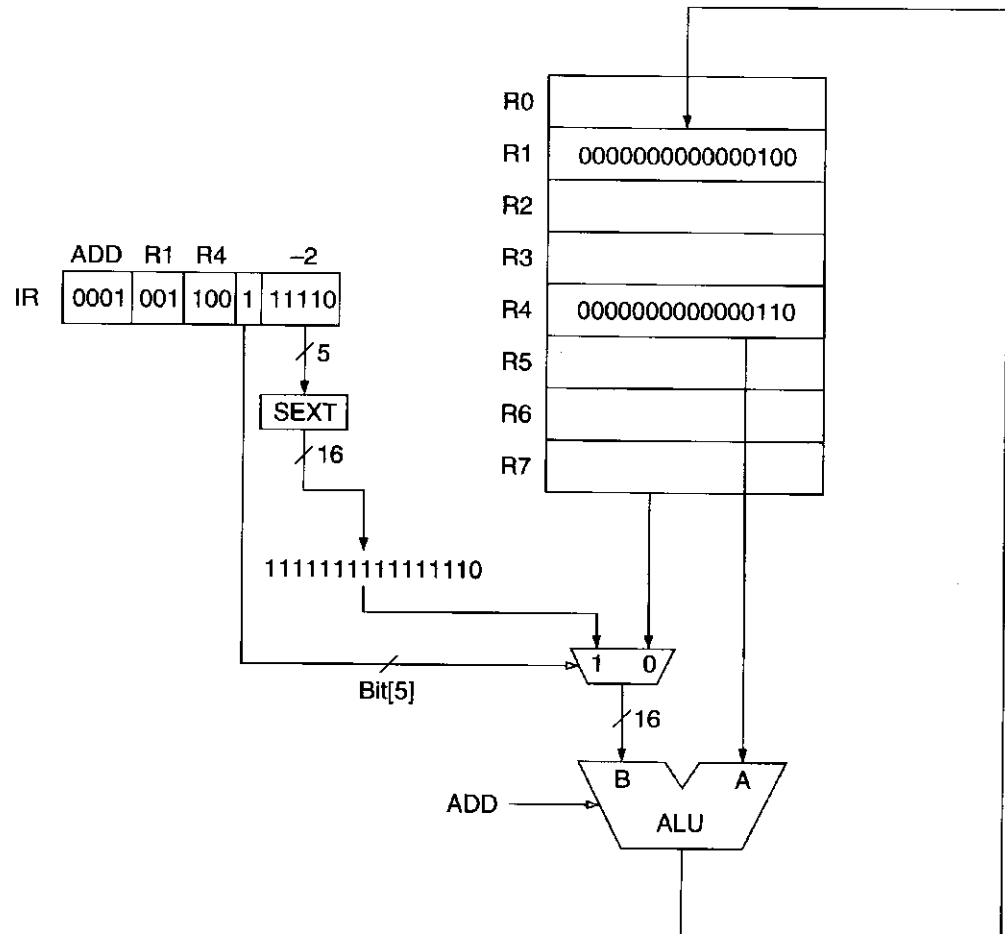 R0
R1 0000000000000100
R2
R3
ADD R1 R4 –2
IR 0001 001 100 1 11110
R4 0000000000000110
5
R5
SEXT
R6
16
R7
1111111111111110
1 0
Bit[5]
16
B A
ADD
ALU